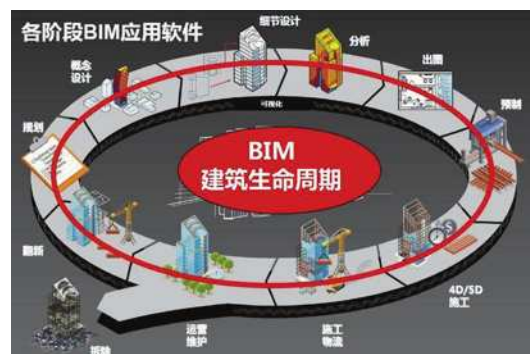 各阶段BIM应用软件
细节设计
分析
出图
预制
概念
设计
可视化
规划
BIM
建筑生命周期
翻新
4D/5D
施工
运营
维护
施工
物流
拆除